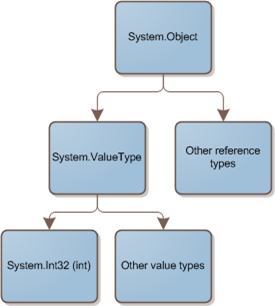 System.Object
System.ValueType
Other reference
types
System.Int32 (int)
Other value types